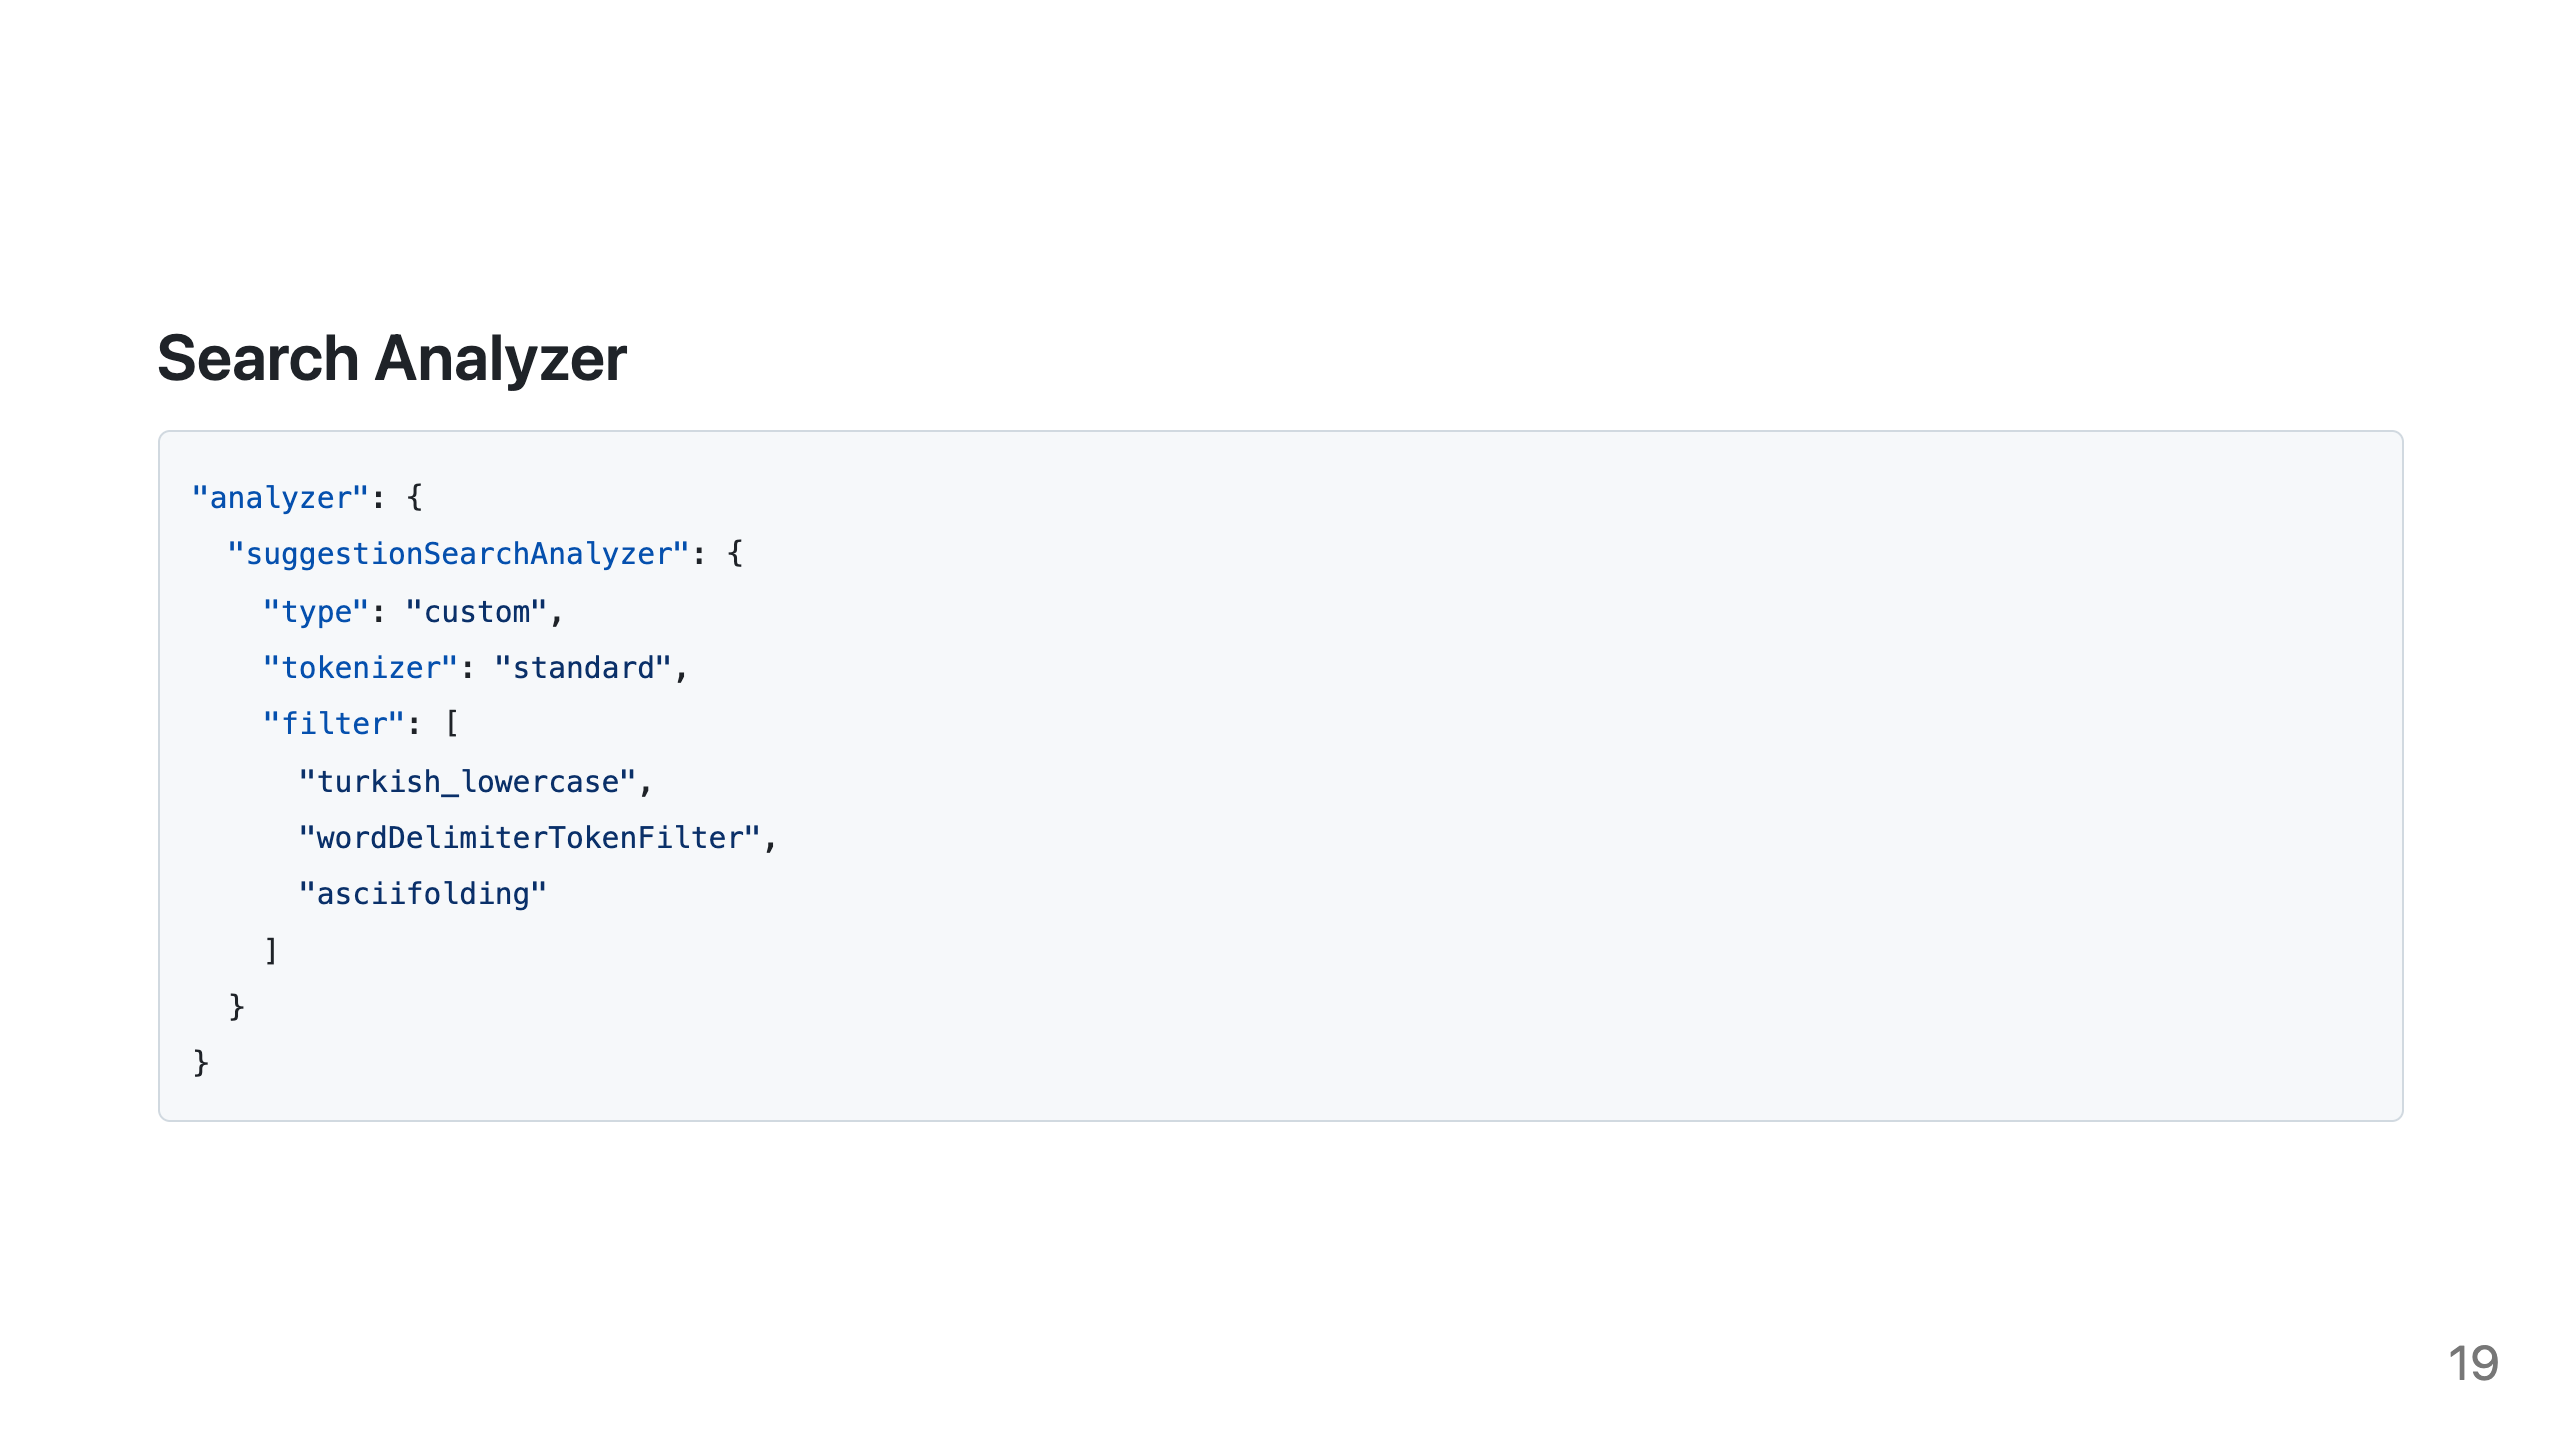 Search Analyzer
"analyzer": {
  "suggestionSearchAnalyzer": {
    "type": "custom",
    "tokenizer": "standard",
    "filter": [
      "turkish_lowercase",
      "wordDelimiterTokenFilter",
      "asciifolding"
    ]
  }
}
19